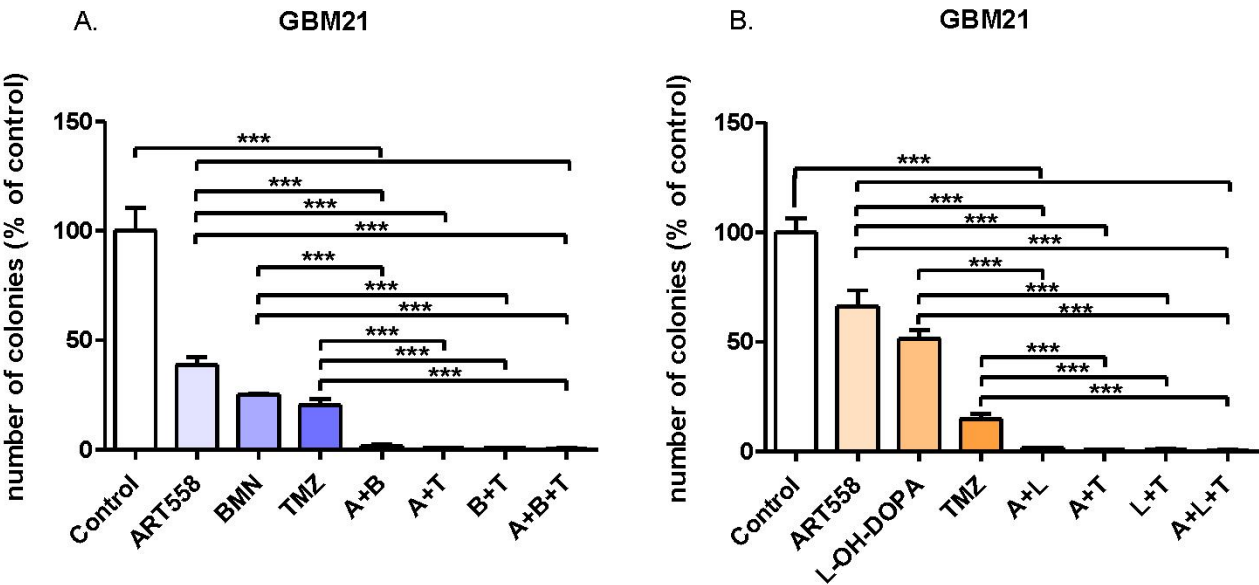 A.
GBM21
number of colonies (% of control)
150
100
50
0
***
***
***
***
***
***
***
***
***
***
Control
ART558
BMN
TMZ
A+B
A+T
B+T
A+B+T
B.
GBM21
number of colonies (% of control)
150
100
50
0
***
***
***
***
***
***
***
***
***
***
Control
ART558
L-OH-DOPA
TMZ
A+L
A+T
L+T
A+L+T